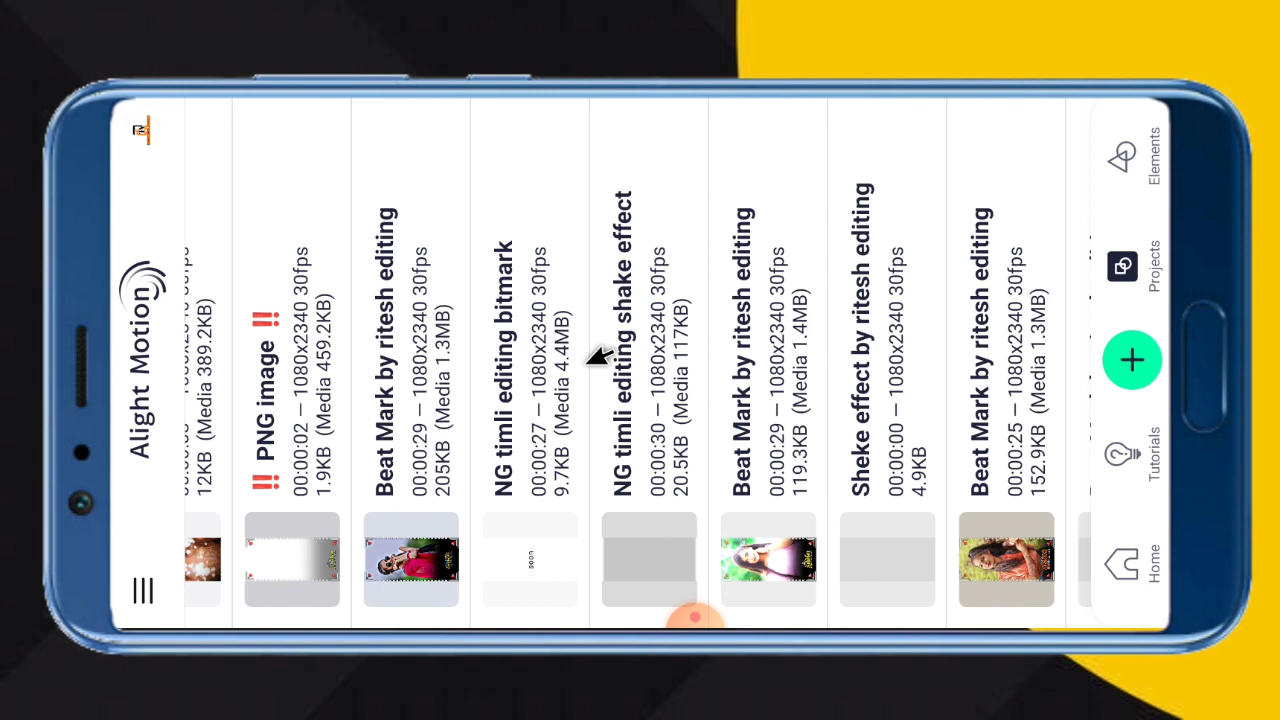 Alight Motion
12KB (Media 389.2KB)
‼️ PNG image ‼️
00:00:02 — 1080x2340 30fps
1.9KB (Media 459.2KB)
Beat Mark by ritesh editing
00:00:29 — 1080x2340 30fps
205KB (Media 1.3MB)
soon
NG timli editing bitmark
00:00:27 — 1080x2340 30fps
9.7KB (Media 4.4MB)
NG timli editing shake effect
00:00:30 — 1080x2340 30fps
20.5KB (Media 117KB)
Beat Mark by ritesh editing
00:00:29 — 1080x2340 30fps
119.3KB (Media 1.4MB)
Sheke effect by ritesh editing
00:00:00 — 1080x2340 30fps
4.9KB
Beat Mark by ritesh editing
00:00:25 — 1080x2340 30fps
152.9KB (Media 1.3MB)
Home
Tutorials
Projects
Elements